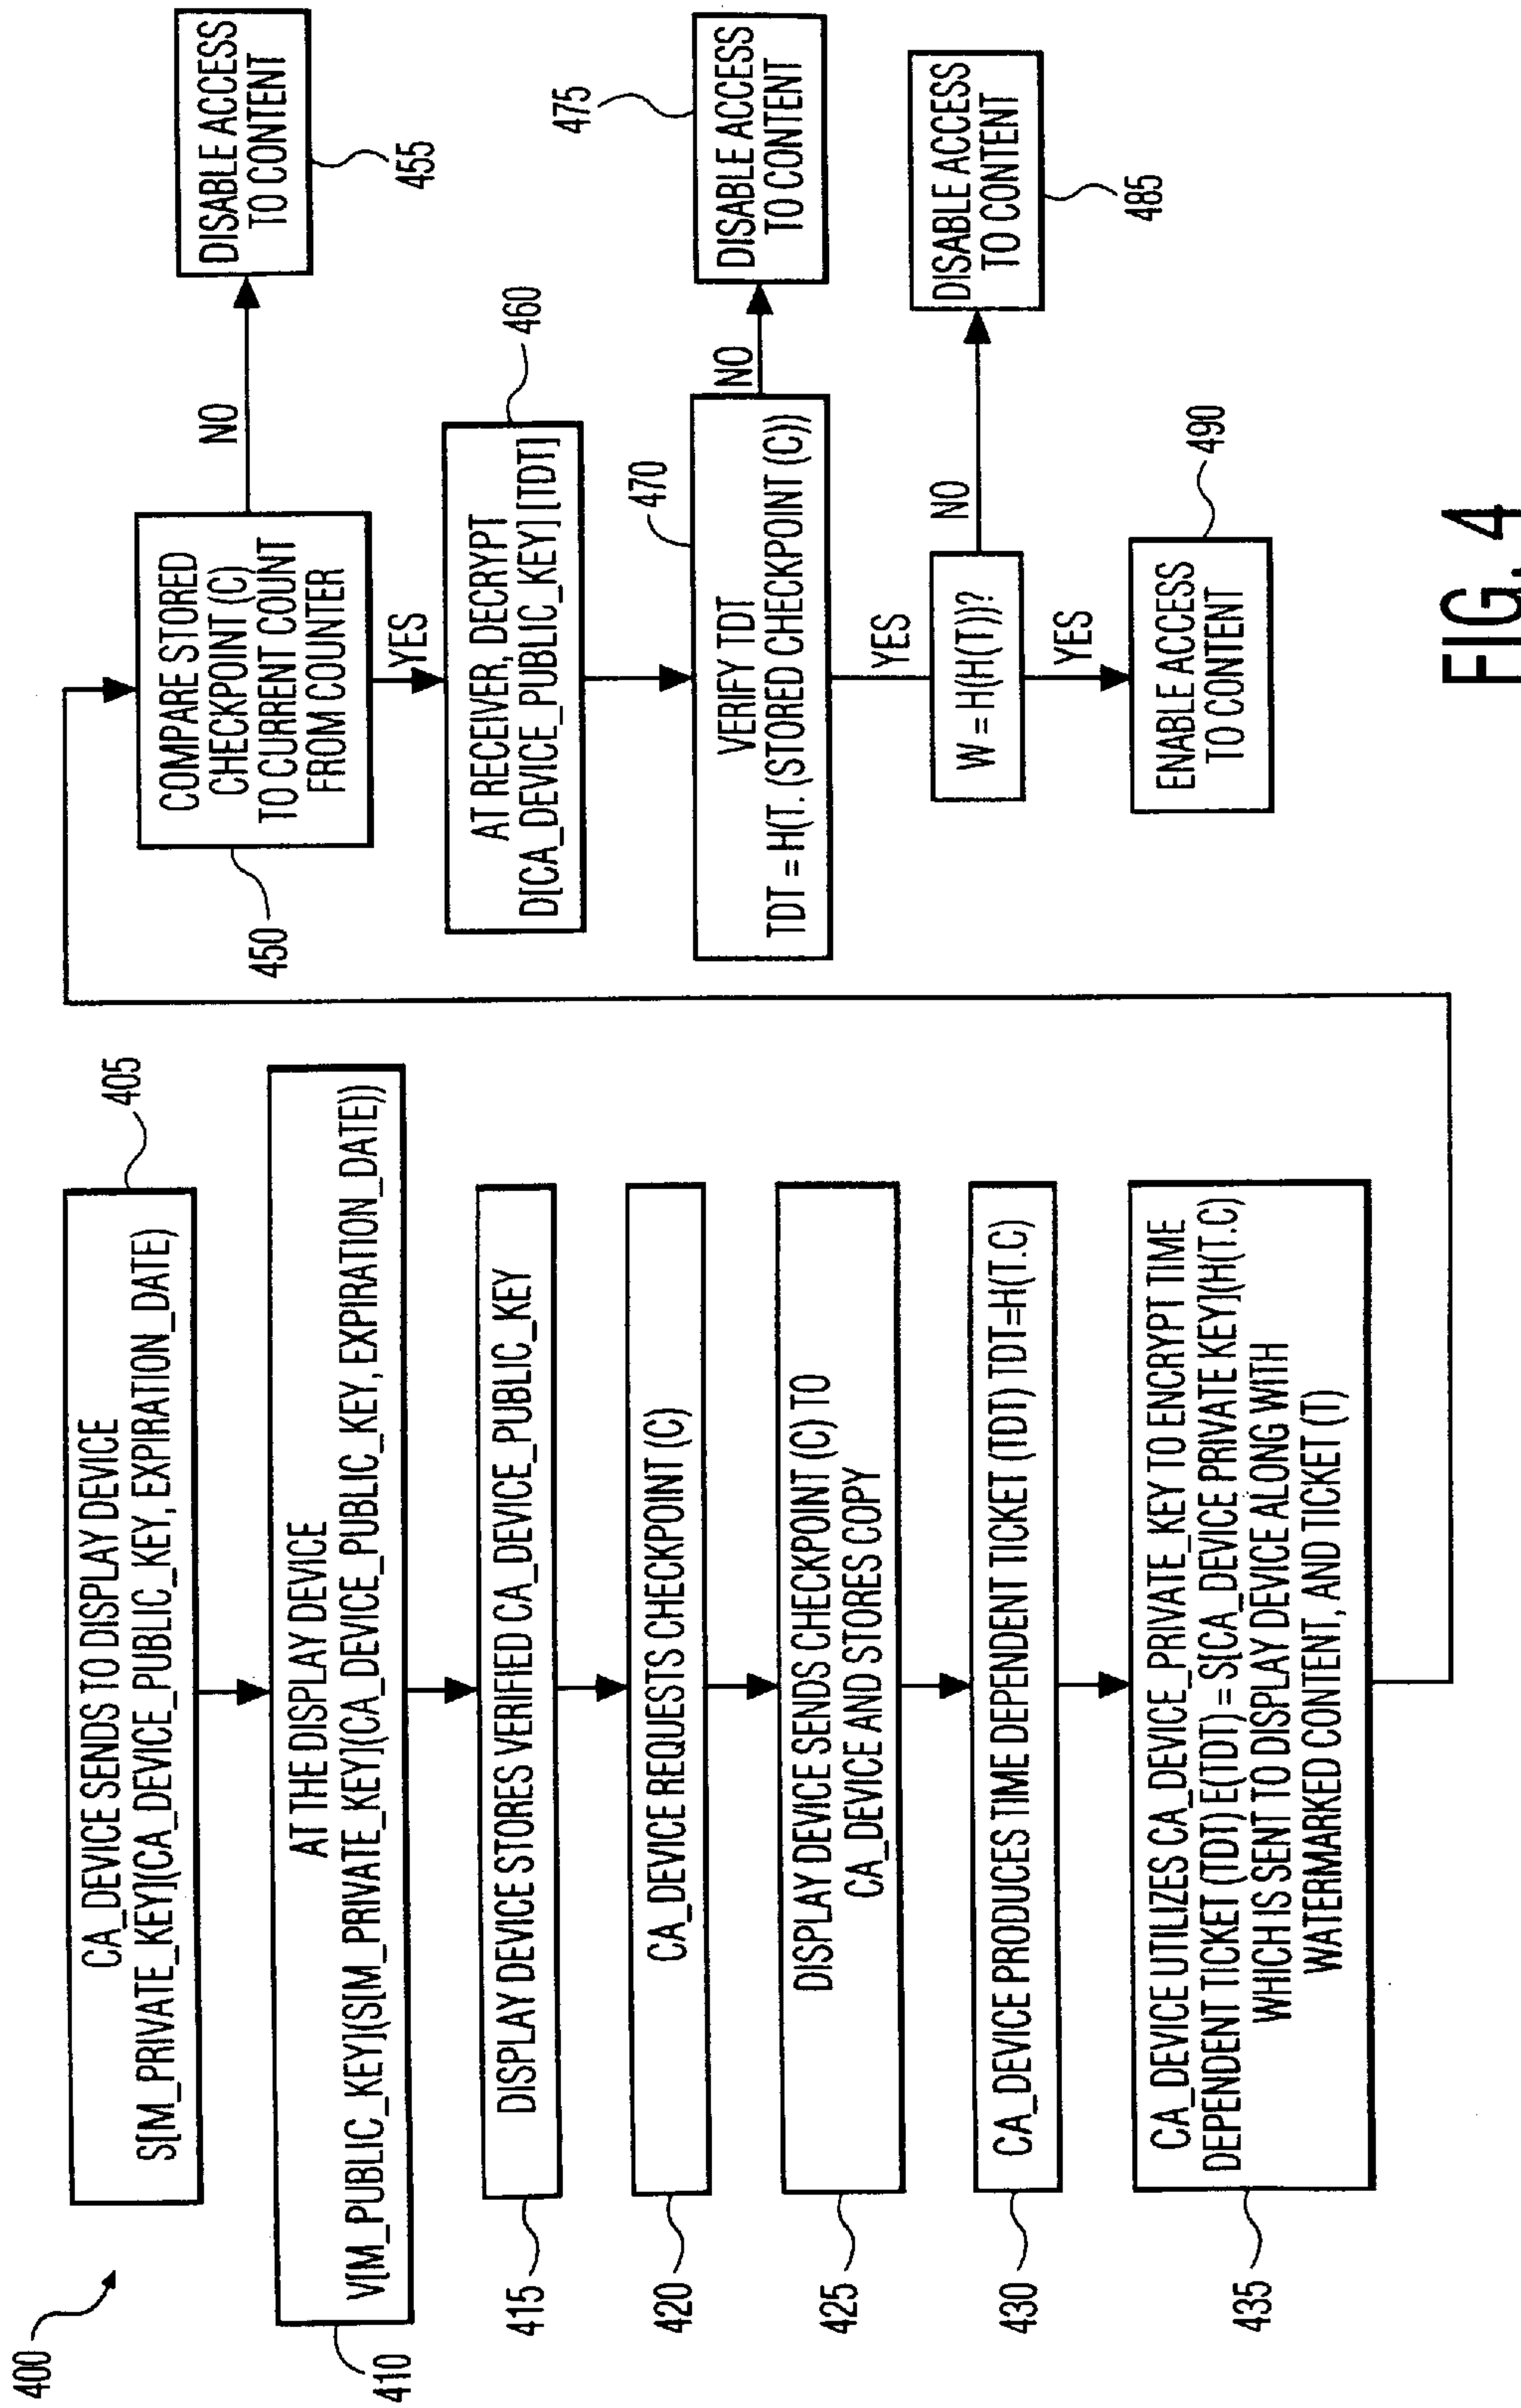 400
CA_DEVICE SENDS TO DISPLAY DEVICE
S[M_PRIVATE_KEY](CA_DEVICE_PUBLIC_KEY, EXPIRATION_DATE)
405
AT THE DISPLAY DEVICE
V[M_PUBLIC_KEY](S[M_PRIVATE_KEY](CA_DEVICE_PUBLIC_KEY, EXPIRATION_DATE))
410
DISPLAY DEVICE STORES VERIFIED CA_DEVICE_PUBLIC_KEY
415
CA_DEVICE REQUESTS CHECKPOINT (C)
420
DISPLAY DEVICE SENDS CHECKPOINT (C) TO
CA_DEVICE AND STORES COPY
425
CA_DEVICE PRODUCES TIME DEPENDENT TICKET (TDT) TDT=H(T.C)
430
CA_DEVICE UTILIZES CA_DEVICE_PRIVATE_KEY TO ENCRYPT TIME
DEPENDENT TICKET (TDT) E(TDT) = S[CA_DEVICE PRIVATE KEY](H(T.C)
WHICH IS SENT TO DISPLAY DEVICE ALONG WITH
WATERMARKED CONTENT, AND TICKET (T)
435
COMPARE STORED
CHECKPOINT (C)
TO CURRENT COUNT
FROM COUNTER
450
NO
DISABLE ACCESS
TO CONTENT
455
YES
AT RECEIVER, DECRYPT
D[CA_DEVICE_PUBLIC_KEY] [TDT]
460
VERIFY TDT
TDT = H(T. (STORED CHECKPOINT (C))
470
NO
DISABLE ACCESS
TO CONTENT
475
YES
W = H(H(T))?
NO
DISABLE ACCESS
TO CONTENT
485
YES
ENABLE ACCESS
TO CONTENT
490
FIG. 4